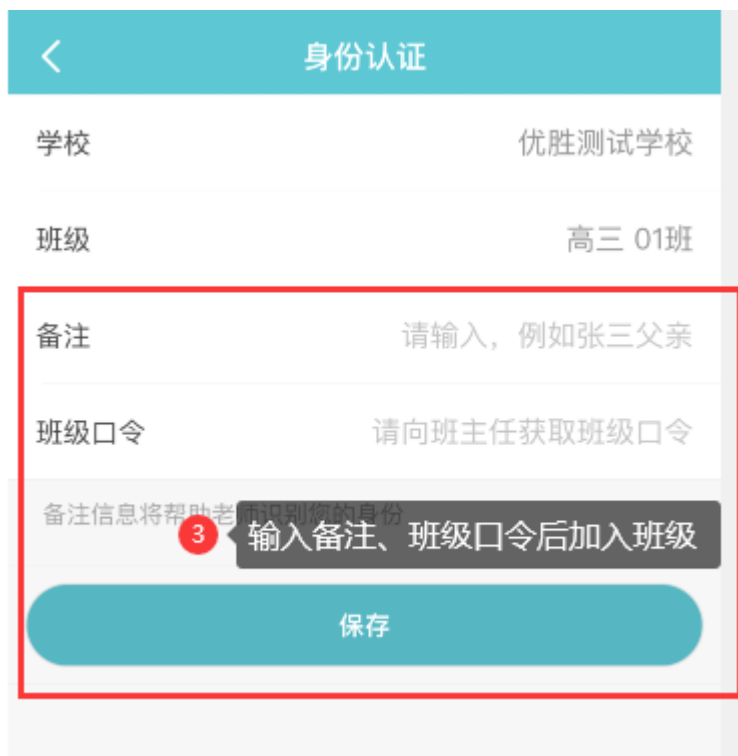 身份认证
学校 优胜测试学校
班级 高三 01班
备注 请输入，例如张三父亲
班级口令 请向班主任获取班级口令
备注信息将帮助老师识别您的身份
3 输入备注、班级口令后加入班级
保存